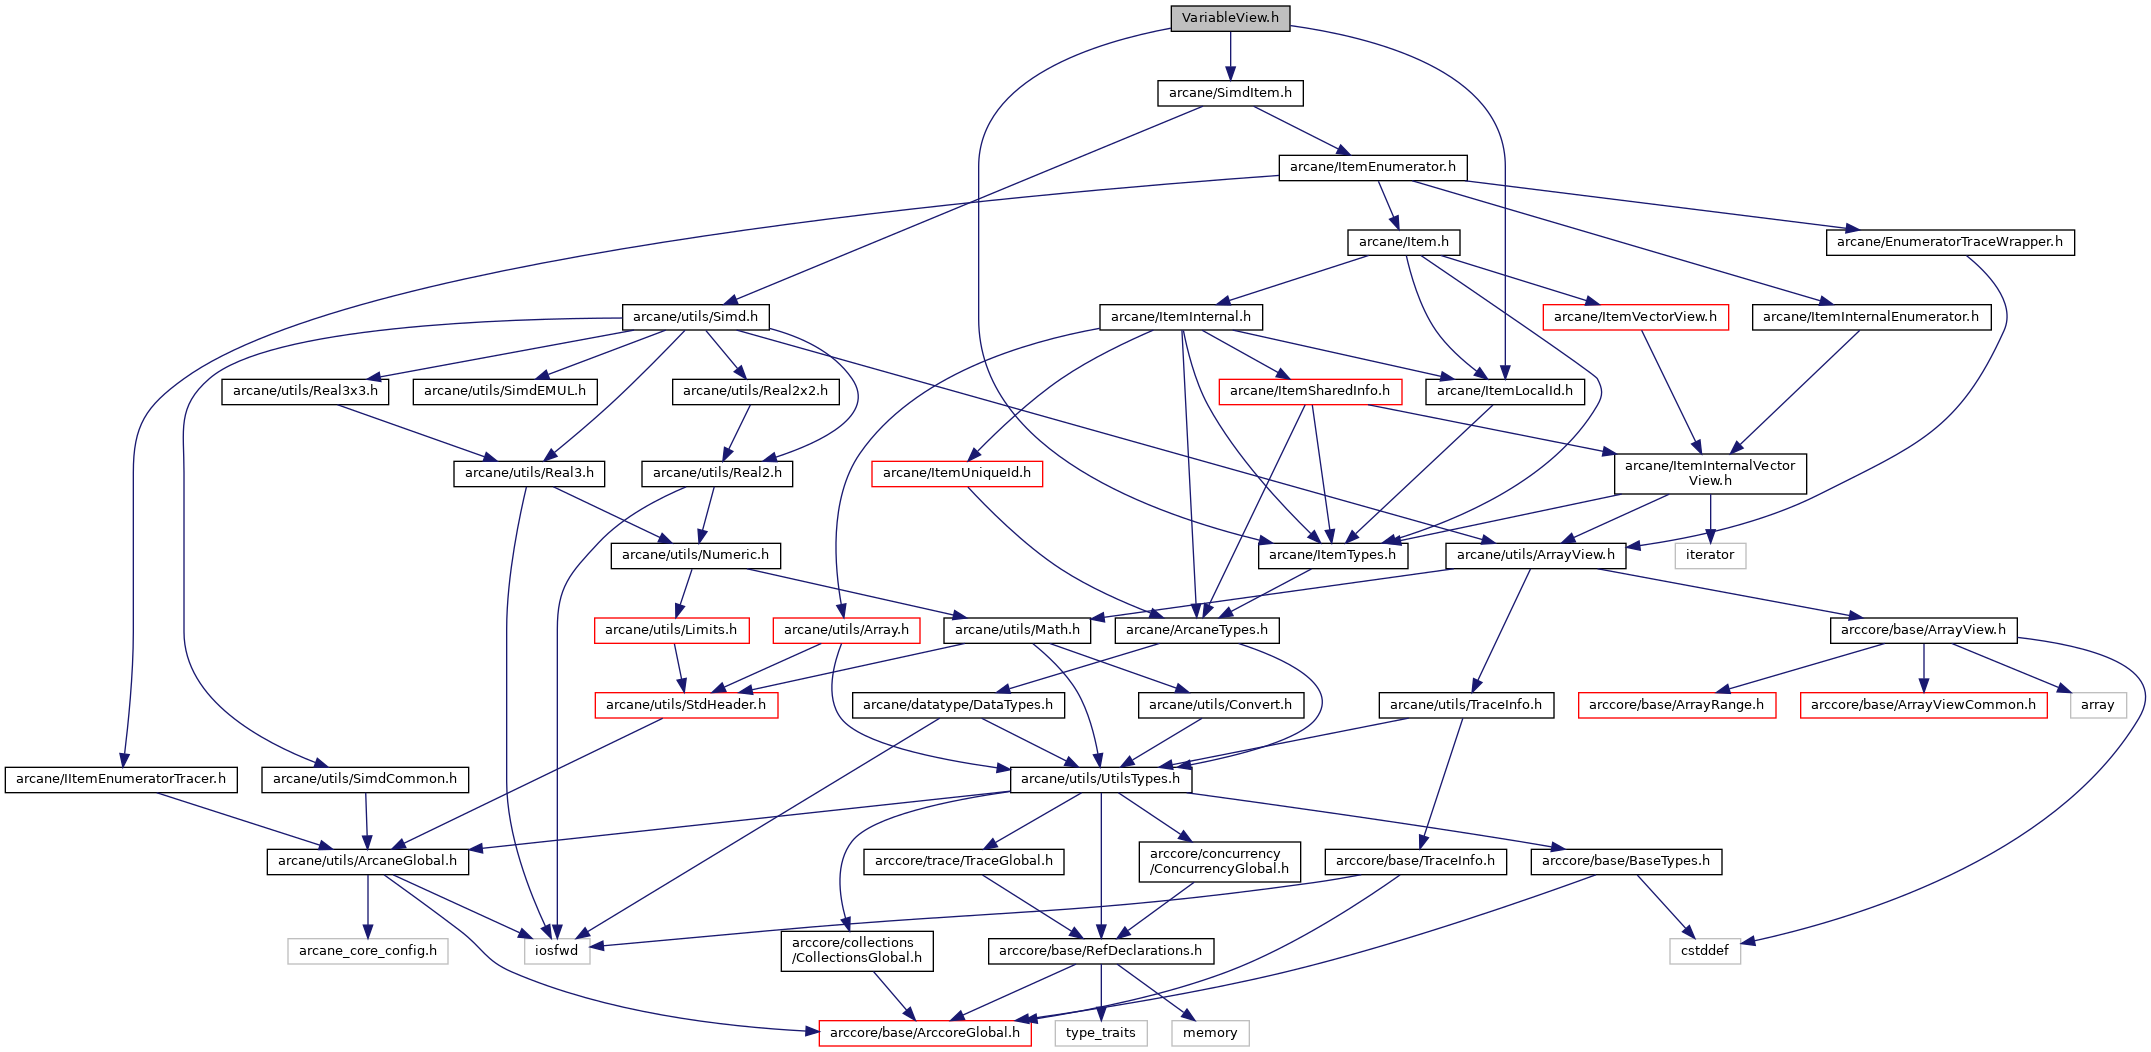 VariableView.h
arcane/SimdItem.h
arcane/ItemEnumerator.h
arcane/Item.h
arcane/EnumeratorTraceWrapper.h
arcane/utils/Simd.h
arcane/ItemInternal.h
arcane/ItemVectorView.h
arcane/ItemInternalEnumerator.h
arcane/utils/Real3x3.h
arcane/utils/SimdEMUL.h
arcane/utils/Real2x2.h
arcane/ItemSharedInfo.h
arcane/ItemLocalId.h
arcane/utils/Real3.h
arcane/utils/Real2.h
arcane/ItemUniqueId.h
arcane/ItemInternalVector
View.h
arcane/utils/Numeric.h
arcane/ItemTypes.h
arcane/utils/ArrayView.h
iterator
arcane/utils/Limits.h
arcane/utils/Array.h
arcane/utils/Math.h
arcane/ArcaneTypes.h
arccore/base/ArrayView.h
arcane/utils/StdHeader.h
arcane/datatype/DataTypes.h
arcane/utils/Convert.h
arcane/utils/TraceInfo.h
arccore/base/ArrayRange.h
arccore/base/ArrayViewCommon.h
array
arcane/IItemEnumeratorTracer.h
arcane/utils/SimdCommon.h
arcane/utils/UtilsTypes.h
arcane/utils/ArcaneGlobal.h
arccore/trace/TraceGlobal.h
arccore/concurrency
/ConcurrencyGlobal.h
arccore/base/TraceInfo.h
arccore/base/BaseTypes.h
arcane_core_config.h
iosfwd
arccore/collections
/CollectionsGlobal.h
arccore/base/RefDeclarations.h
cstddef
arccore/base/ArccoreGlobal.h
type_traits
memory